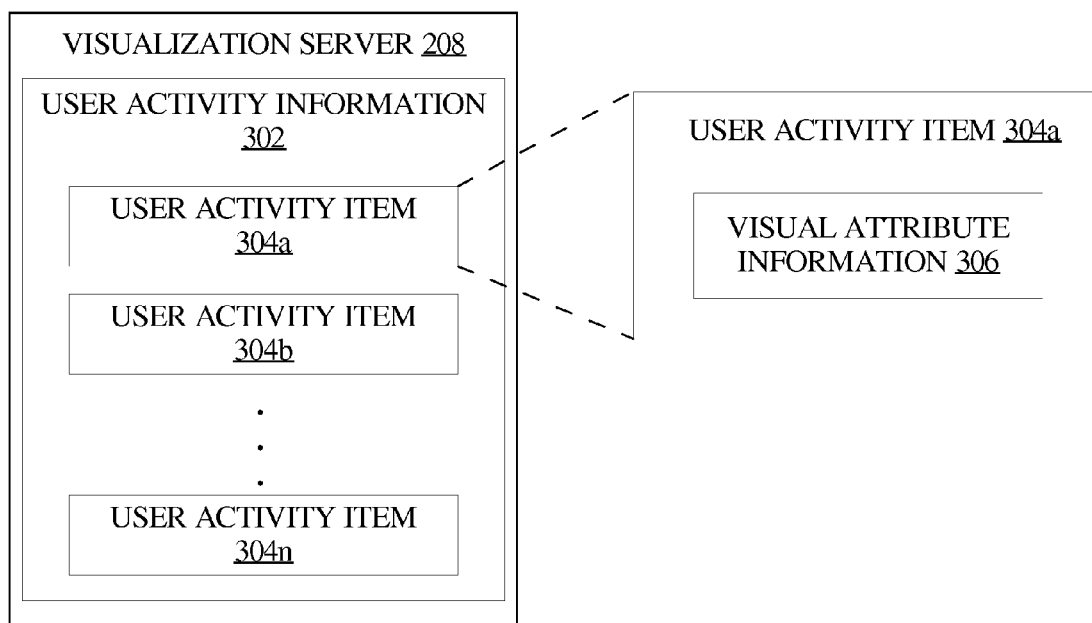 VISUALIZATION SERVER 208
USER ACTIVITY INFORMATION
302
USER ACTIVITY ITEM
304a
USER ACTIVITY ITEM
304b
USER ACTIVITY ITEM
304n
USER ACTIVITY ITEM 304a
VISUAL ATTRIBUTE
INFORMATION 306